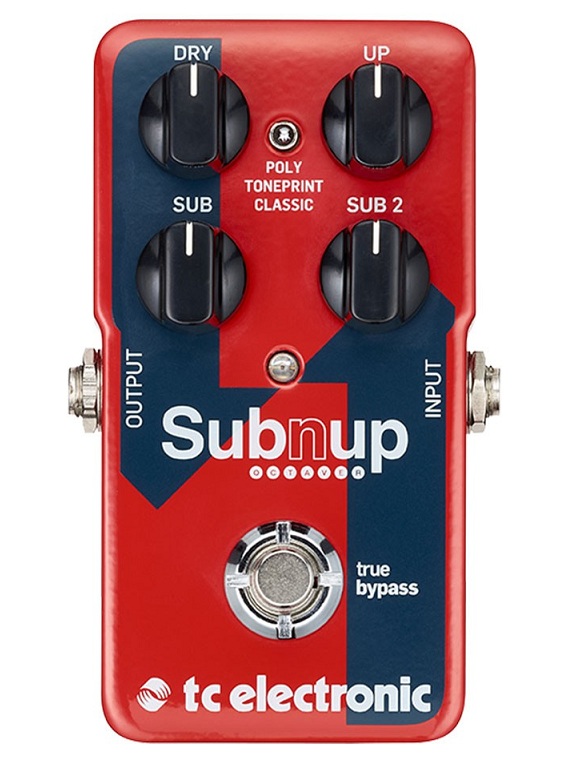 DRY
UP
POLY
TONEPRINT
CLASSIC
SUB
SUB 2
OUTPUT
INPUT
Subnup
OCTAVER
true
bypass
tc electronic